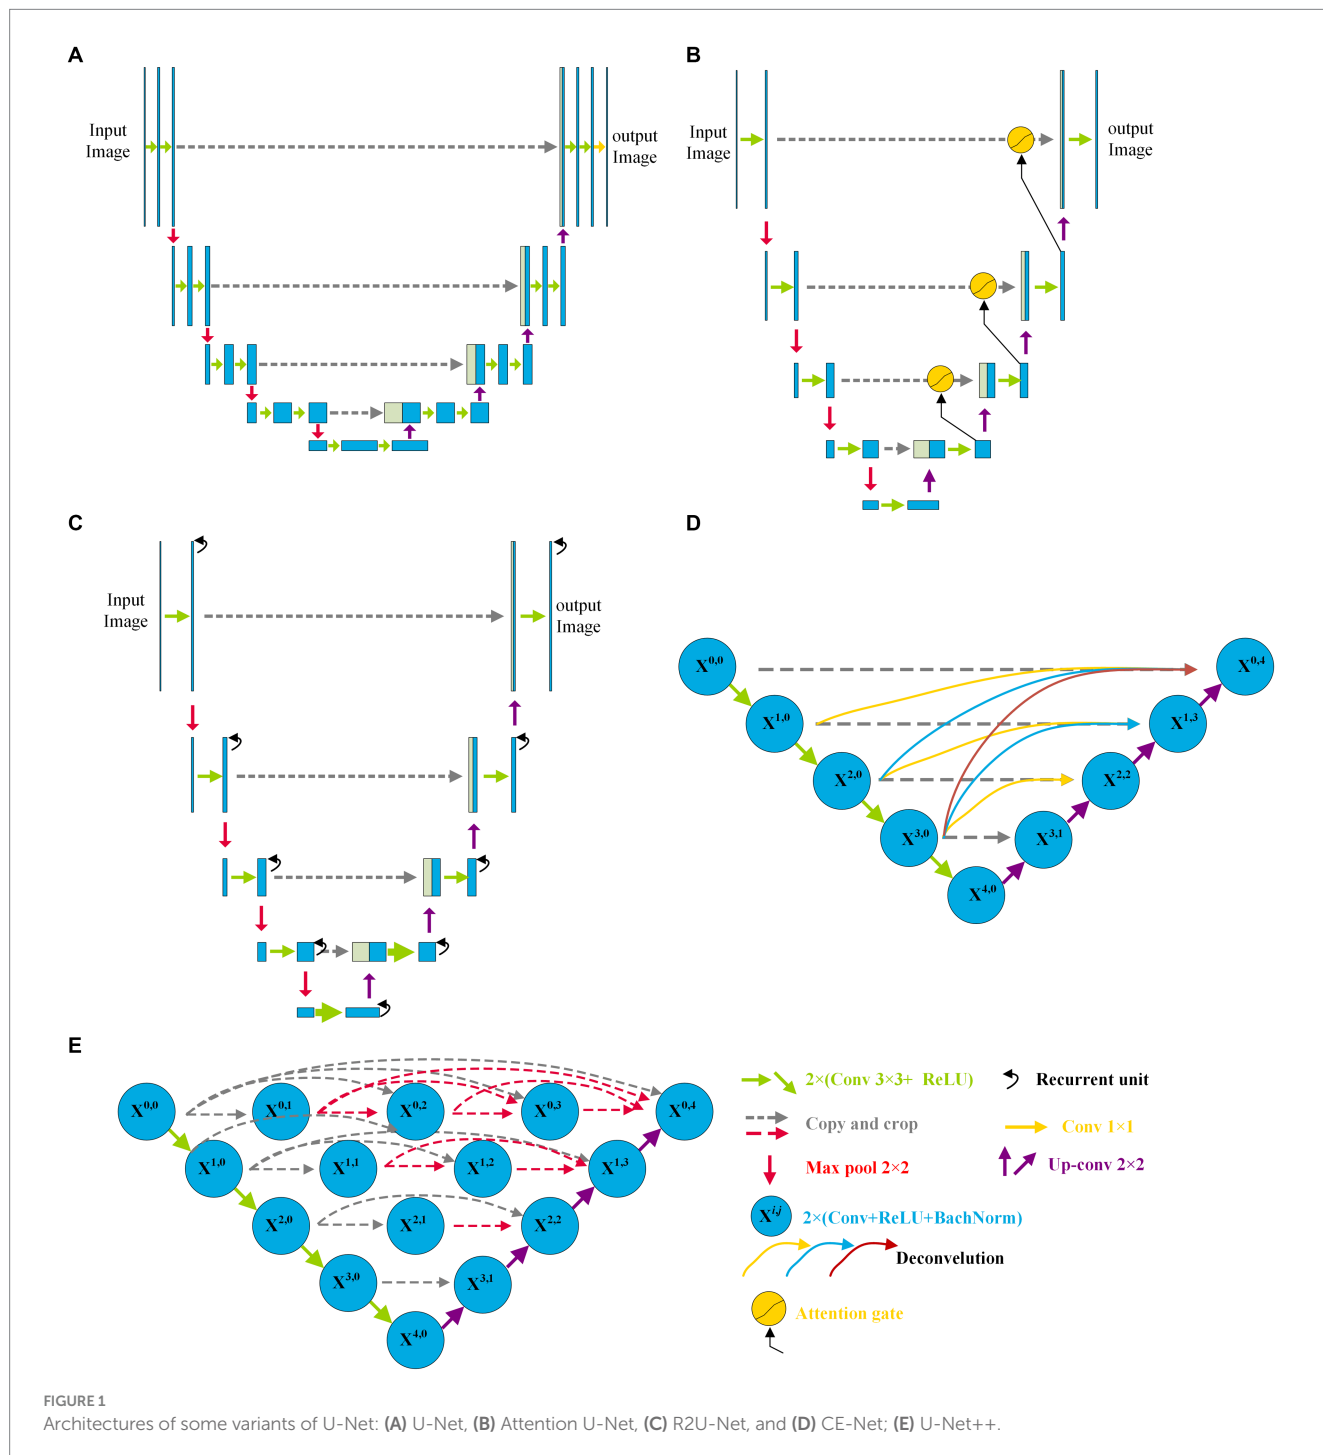 A
Input
Image
output
Image
B
Input
Image
output
Image
C
Input
Image
output
Image
D
X0,0
X0,4
X1,0
X1,3
X2,0
X2,2
X3,0
X3,1
X4,0
E
X0,0
X0,1
X0,2
X0,3
X0,4
X1,0
X1,1
X1,2
X1,3
X2,0
X2,1
X2,2
X3,0
X3,1
X4,0
2×(Conv 3×3+ ReLU)
Recurrent unit
Copy and crop
Conv 1×1
Max pool 2×2
Up-conv 2×2
Xi,j
2×(Conv+ReLU+BachNorm)
Deconvelution
Attention gate
FIGURE 1
Architectures of some variants of U-Net: (A) U-Net, (B) Attention U-Net, (C) R2U-Net, and (D) CE-Net; (E) U-Net++.